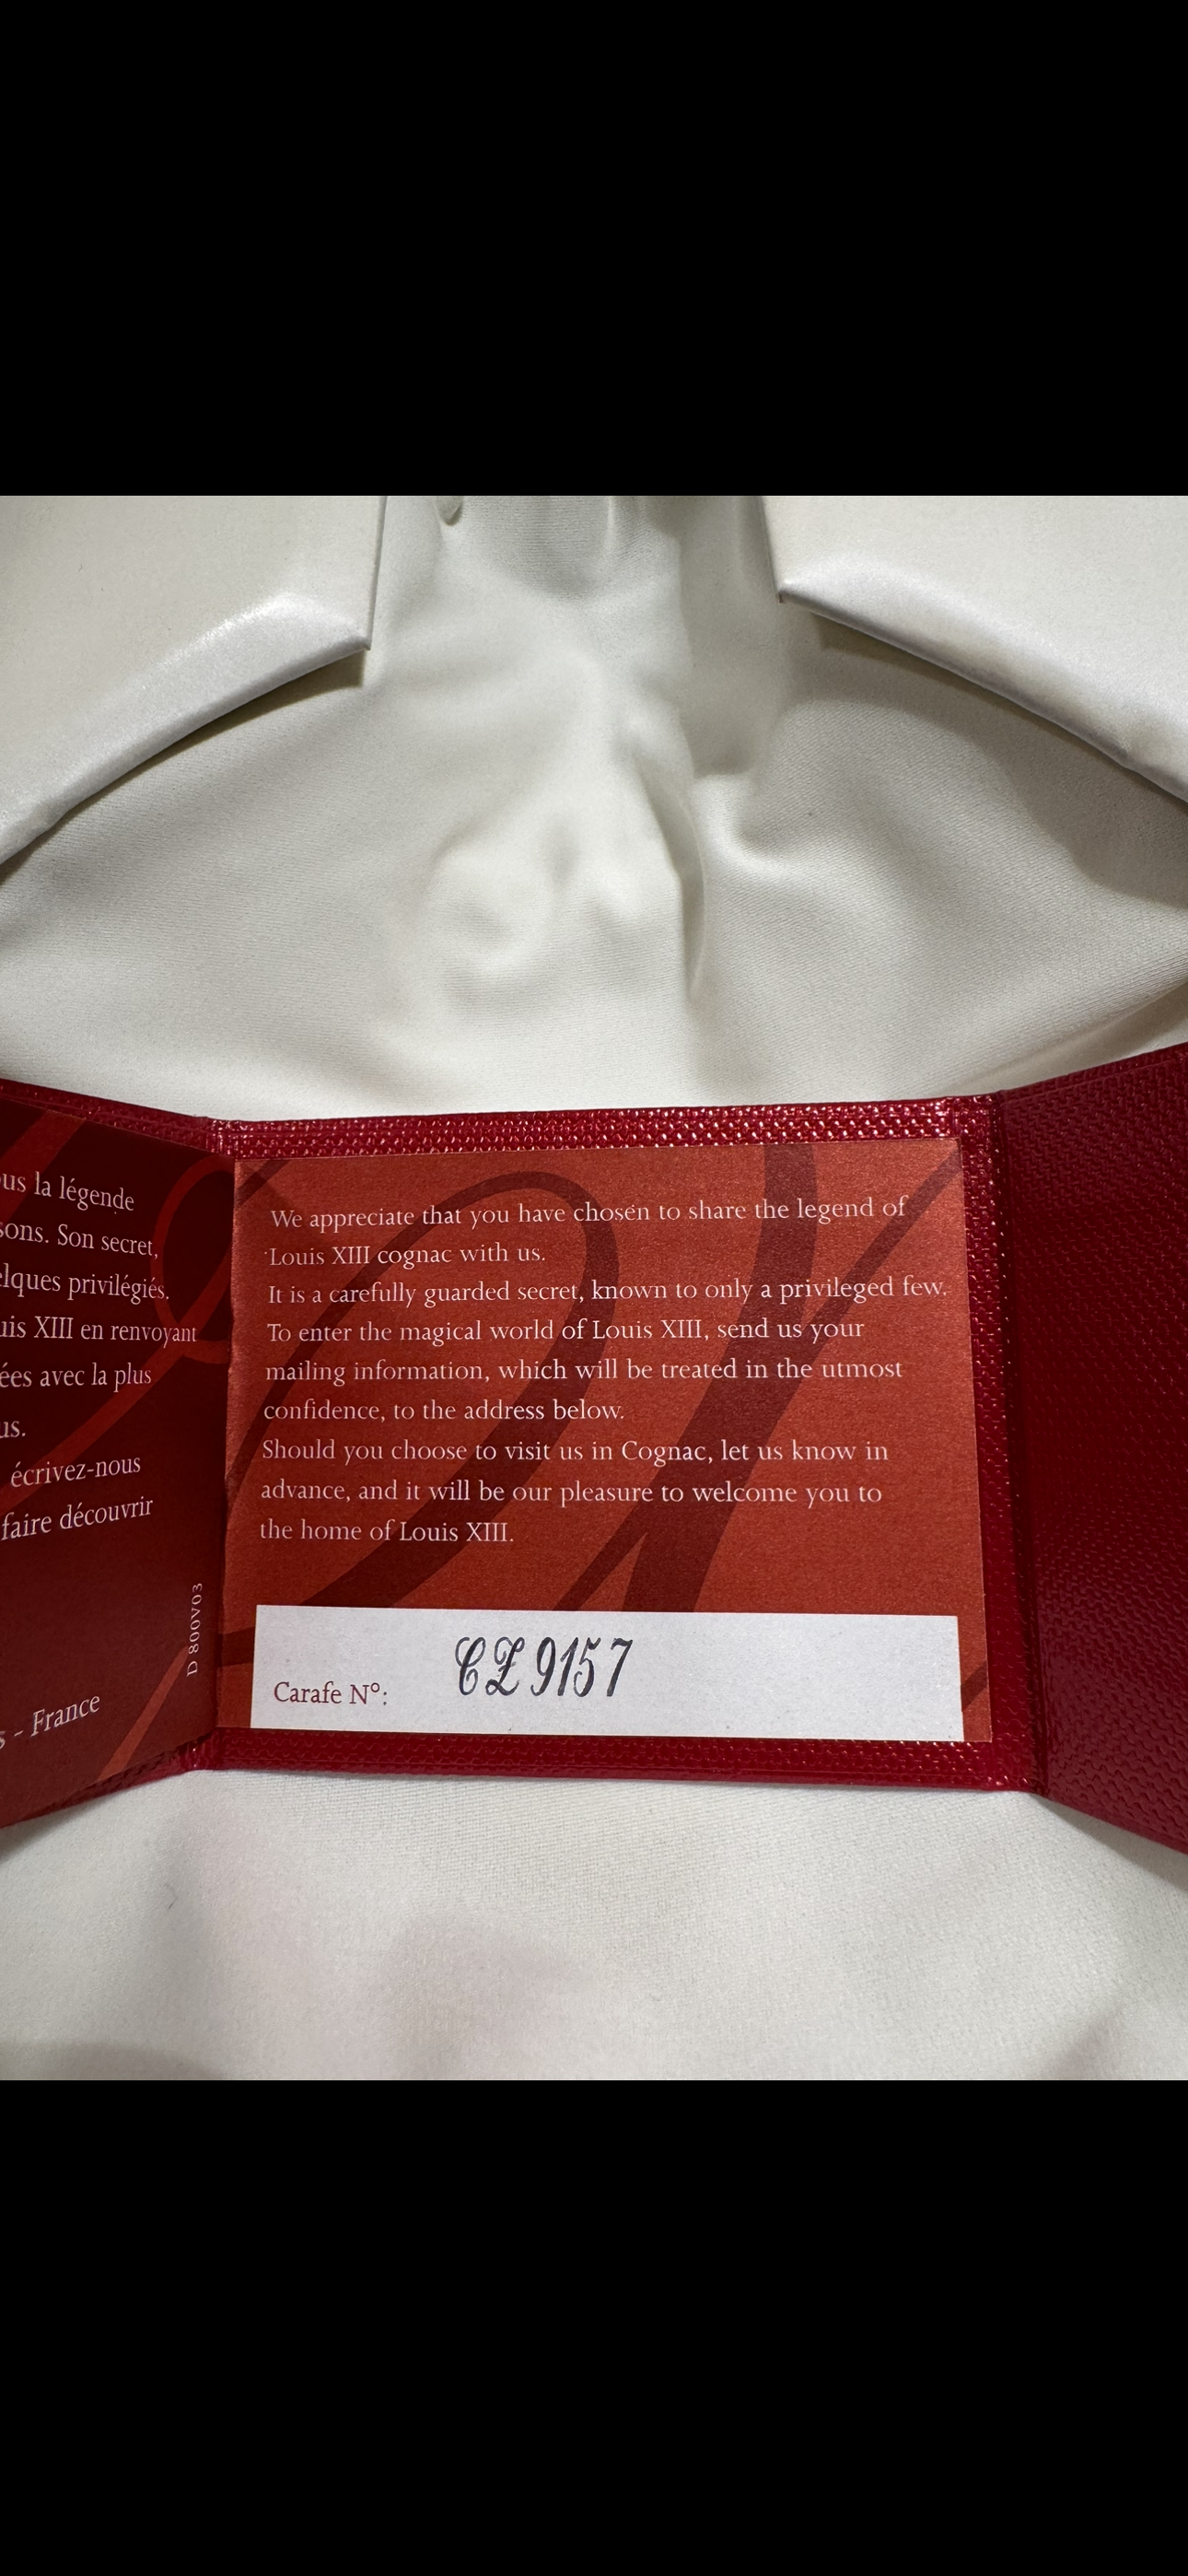 us la légende
sons. Son secret,
elques privilégiés.
uis XIII en renvoyant
ées avec la plus
us.
écrivez-nous
faire découvrir
s – France
D 800V03
We appreciate that you have chosen to share the legend of
Louis XIII cognac with us.
It is a carefully guarded secret, known to only a privileged few.
To enter the magical world of Louis XIII, send us your
mailing information, which will be treated in the utmost
confidence, to the address below.
Should you choose to visit us in Cognac, let us know in
advance, and it will be our pleasure to welcome you to
the home of Louis XIII.
Carafe N°: CZ 9157